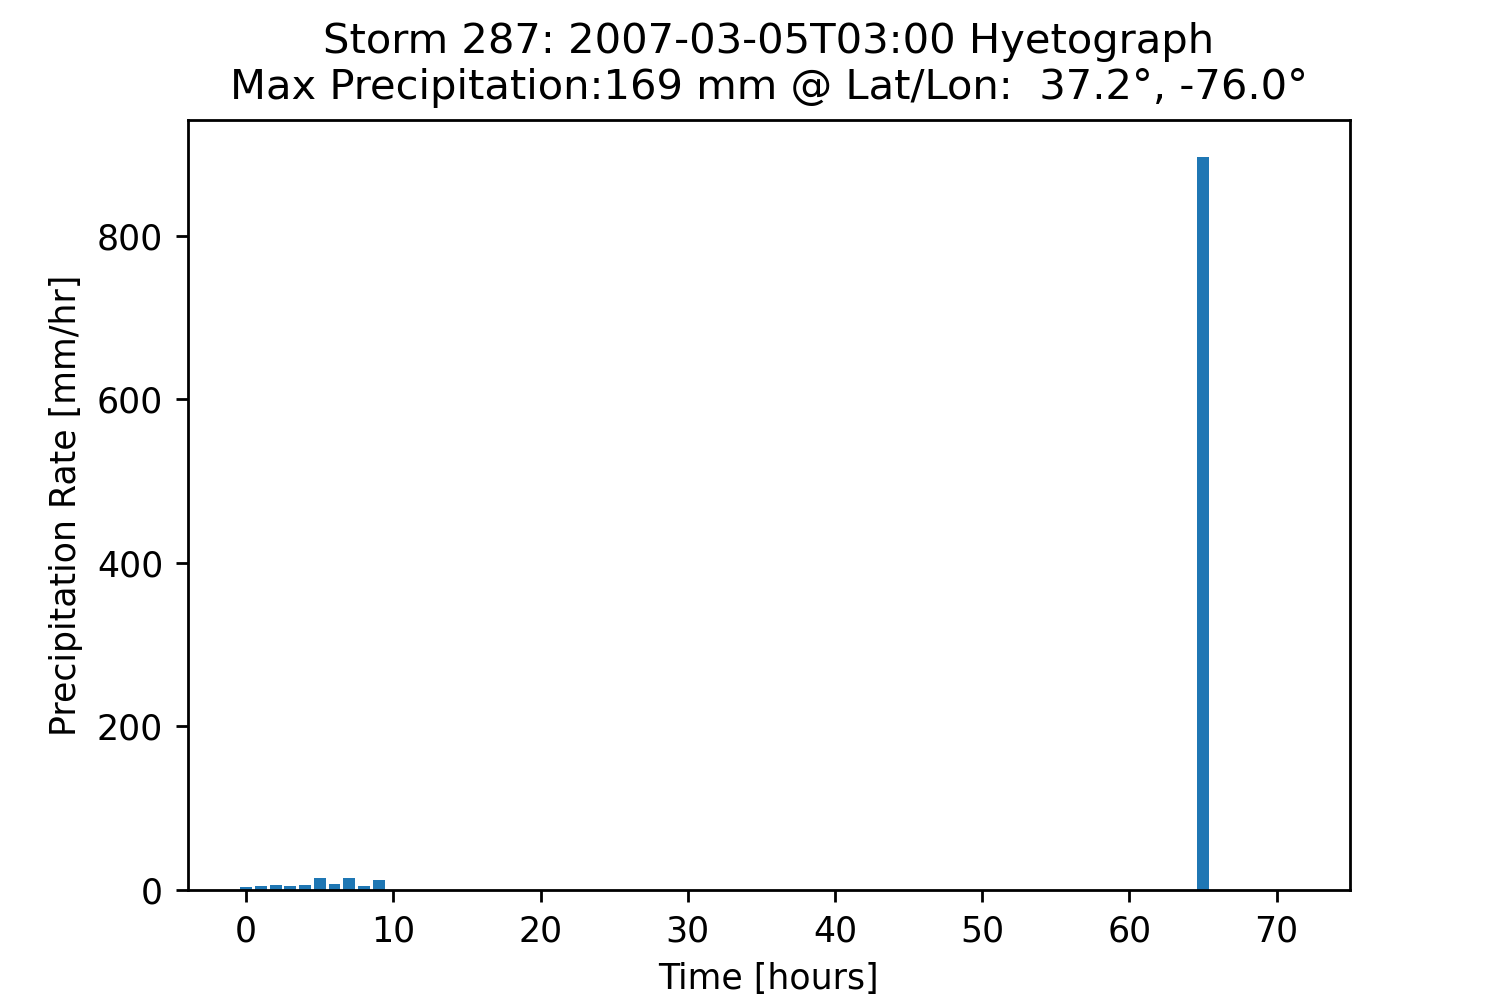 Storm 287: 2007-03-05T03:00 Hyetograph
Max Precipitation:169 mm @ Lat/Lon:  37.2°, -76.0°
Precipitation Rate [mm/hr]
800
600
400
200
0
0 10 20 30 40 50 60 70
Time [hours]